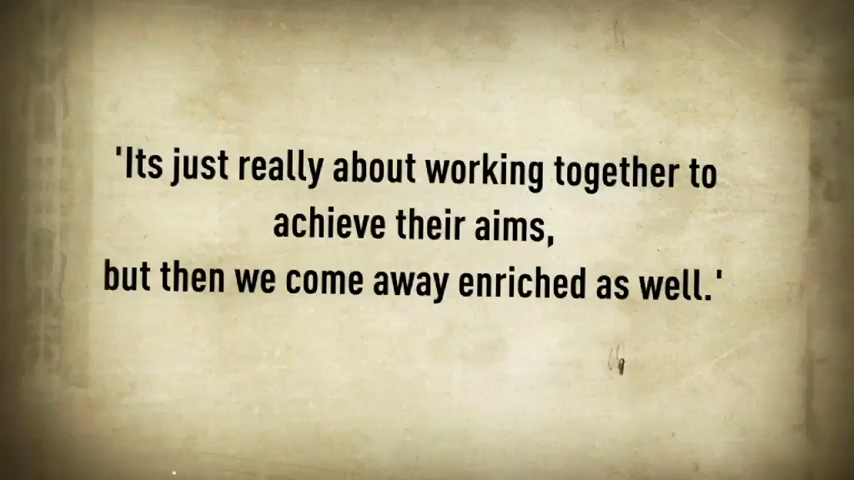 'Its just really about working together to
achieve their aims,
but then we come away enriched as well.'